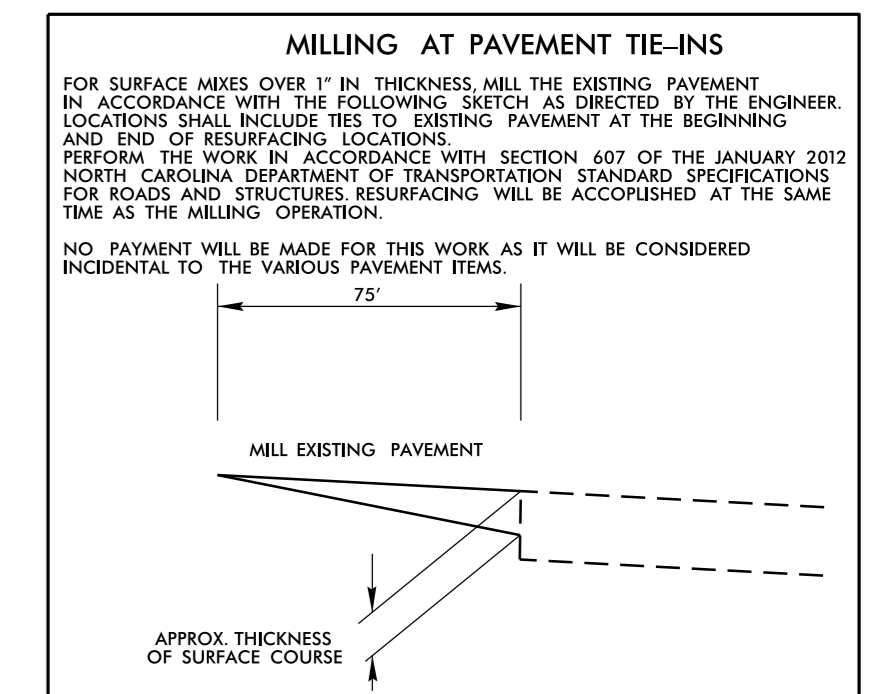 MILLING AT PAVEMENT TIE–INS
FOR SURFACE MIXES OVER 1" IN THICKNESS, MILL THE EXISTING PAVEMENT
IN ACCORDANCE WITH THE FOLLOWING SKETCH AS DIRECTED BY THE ENGINEER.
LOCATIONS SHALL INCLUDE TIES TO EXISTING PAVEMENT AT THE BEGINNING
AND END OF RESURFACING LOCATIONS.
PERFORM THE WORK IN ACCORDANCE WITH SECTION 607 OF THE JANUARY 2012
NORTH CAROLINA DEPARTMENT OF TRANSPORTATION STANDARD SPECIFICATIONS
FOR ROADS AND STRUCTURES. RESURFACING WILL BE ACCOPLISHED AT THE SAME
TIME AS THE MILLING OPERATION.
NO PAYMENT WILL BE MADE FOR THIS WORK AS IT WILL BE CONSIDERED
INCIDENTAL TO THE VARIOUS PAVEMENT ITEMS.
75'
MILL EXISTING PAVEMENT
APPROX. THICKNESS
OF SURFACE COURSE